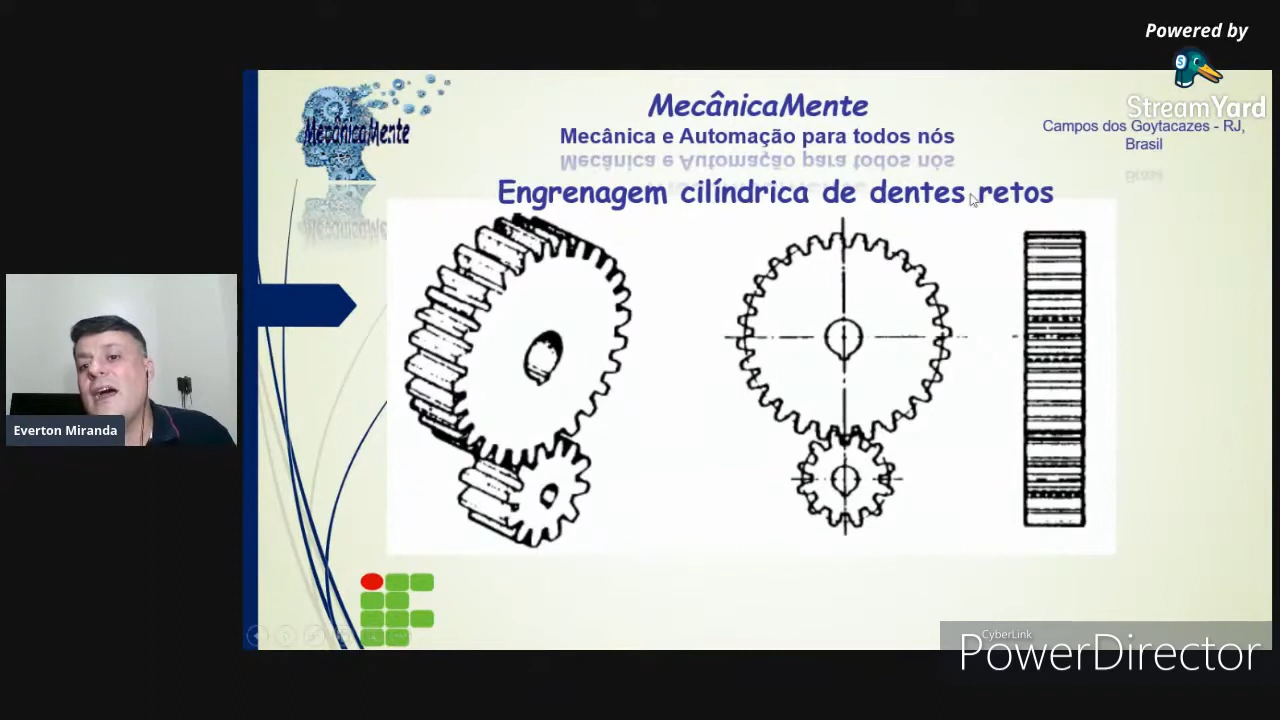 Powered by
StreamYard
MecânicaMente
MecânicaMente
Mecânica e Automação para todos nós
Campos dos Goytacazes - RJ,
Brasil
Engrenagem cilíndrica de dentes retos
Everton Miranda
CyberLink
PowerDirector